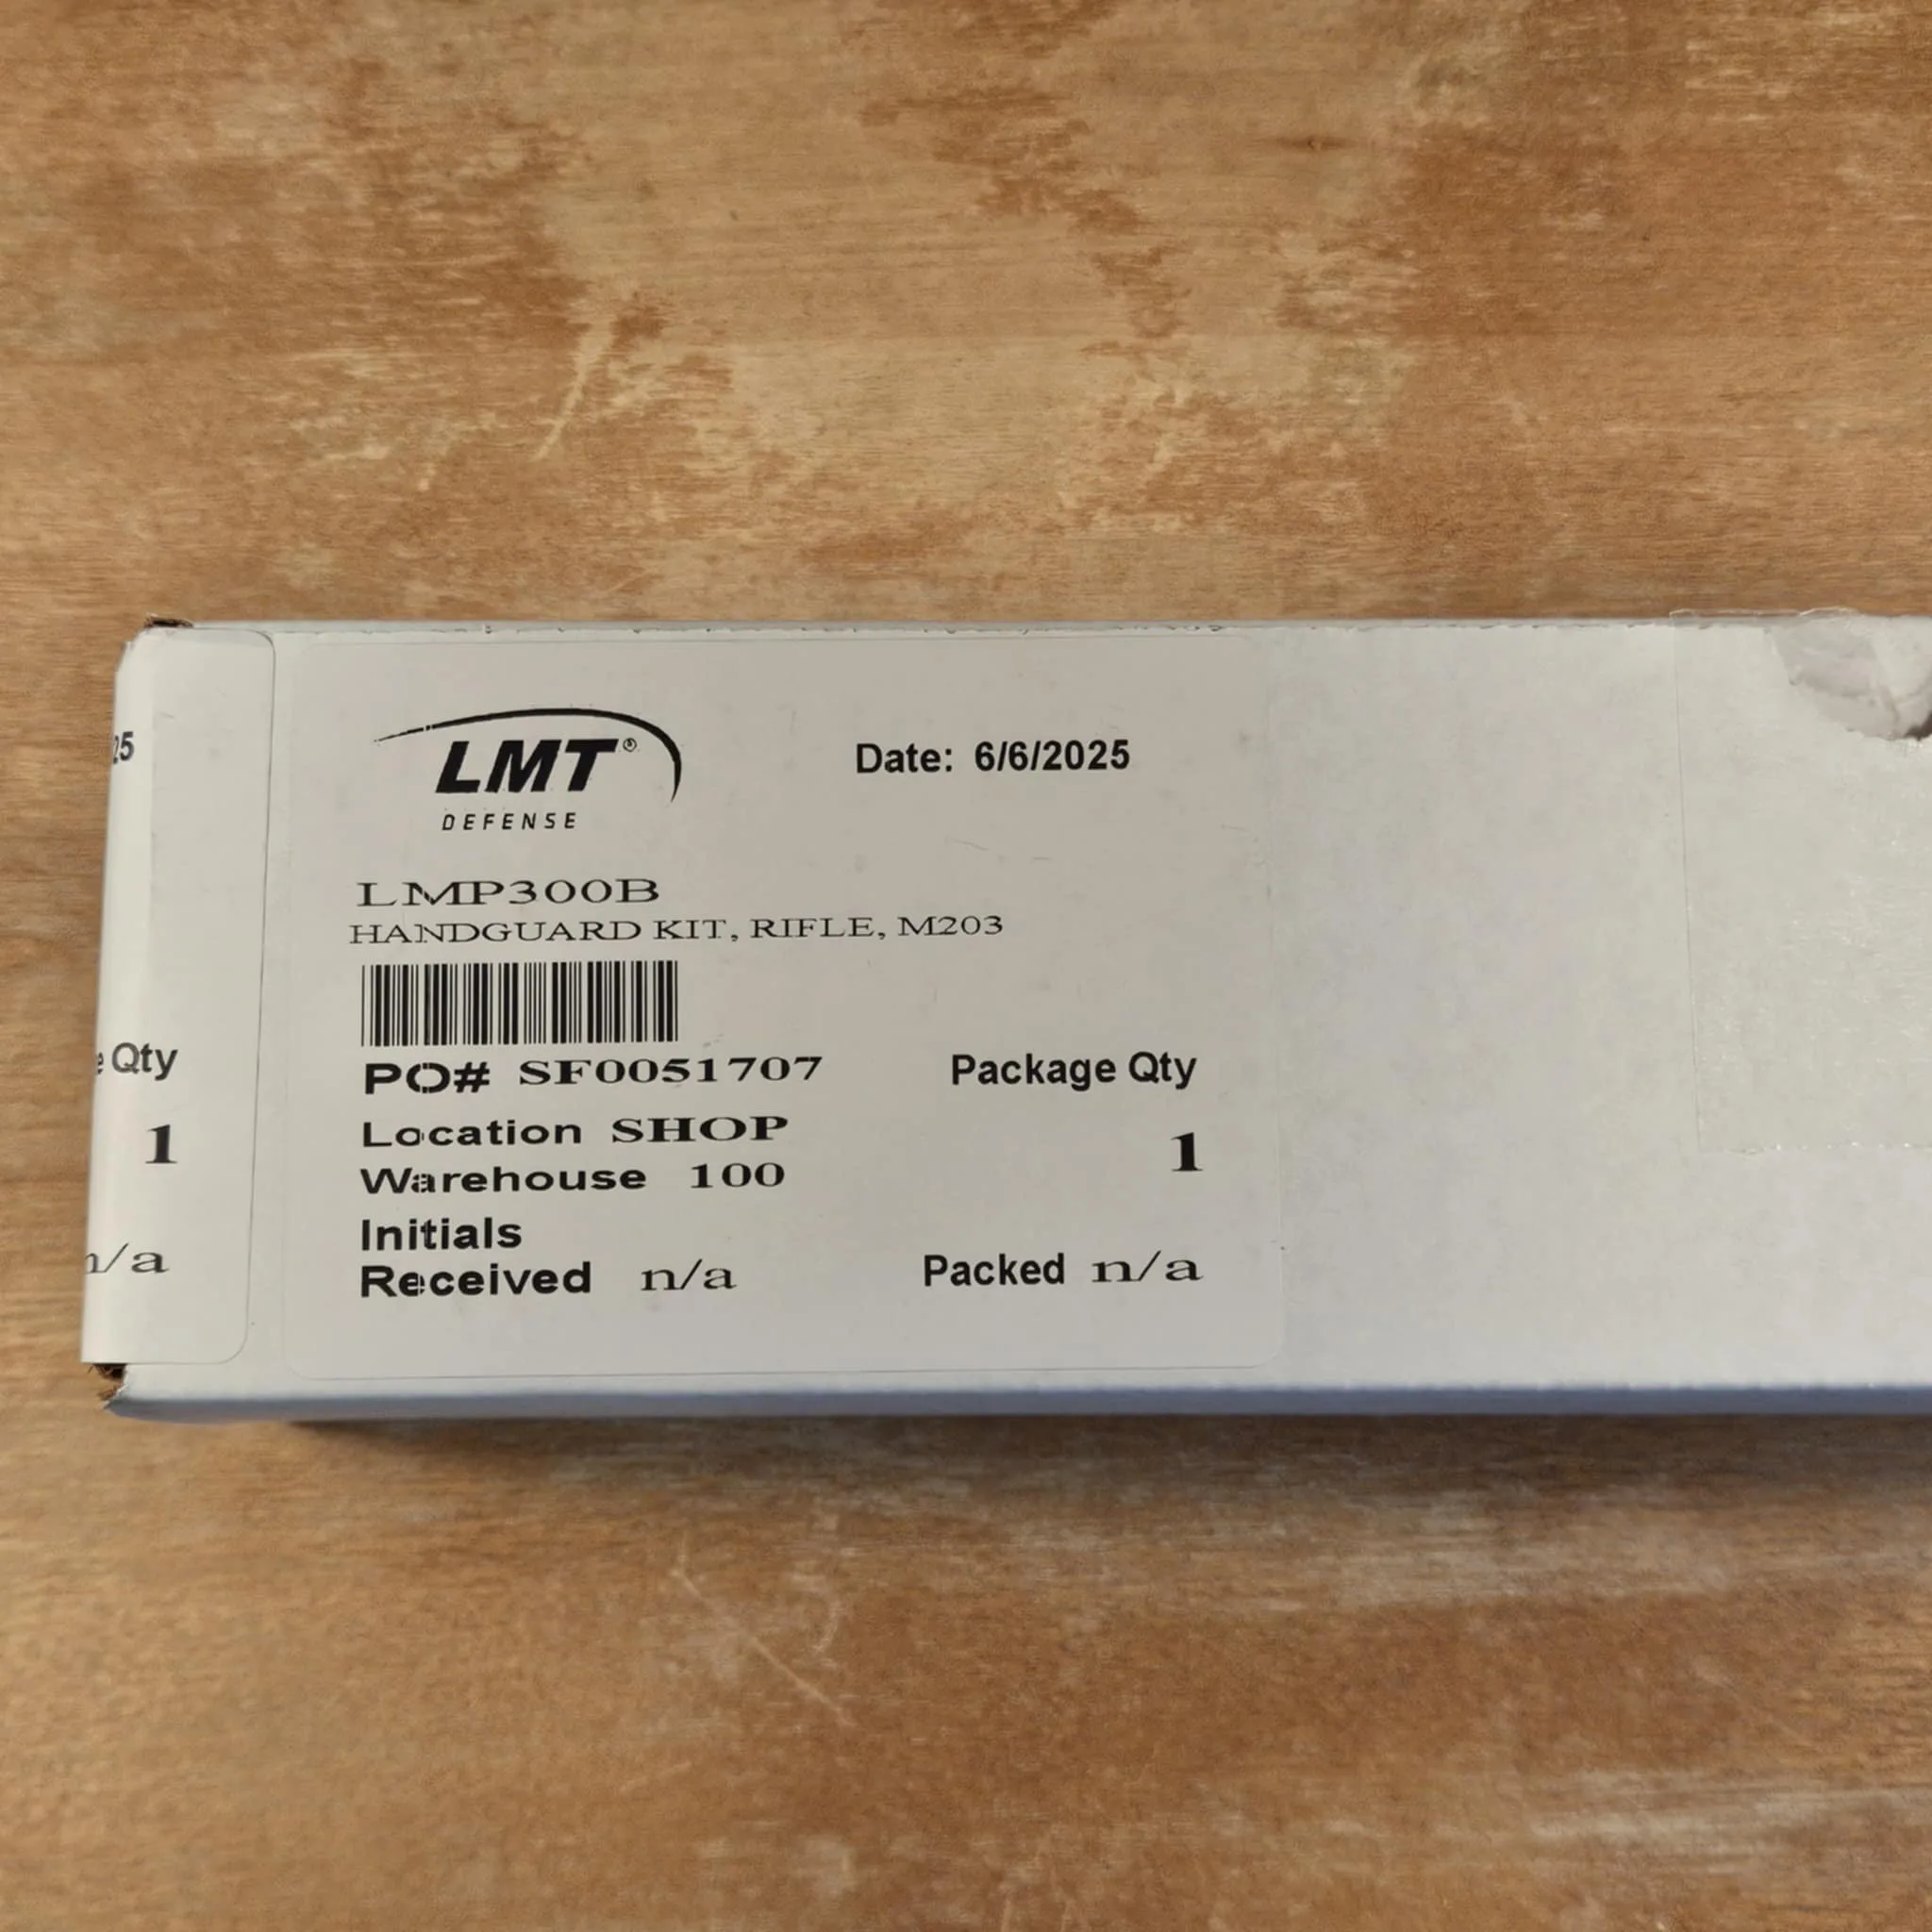 LMT®
DEFENSE
Date: 6/6/2025
LMP300B
HANDGUARD KIT, RIFLE, M203
PO# SF0051707
Package Qty
Location SHOP
1
Warehouse 100
Initials
Received n/a
Packed n/a
25
e Qty
1
n/a